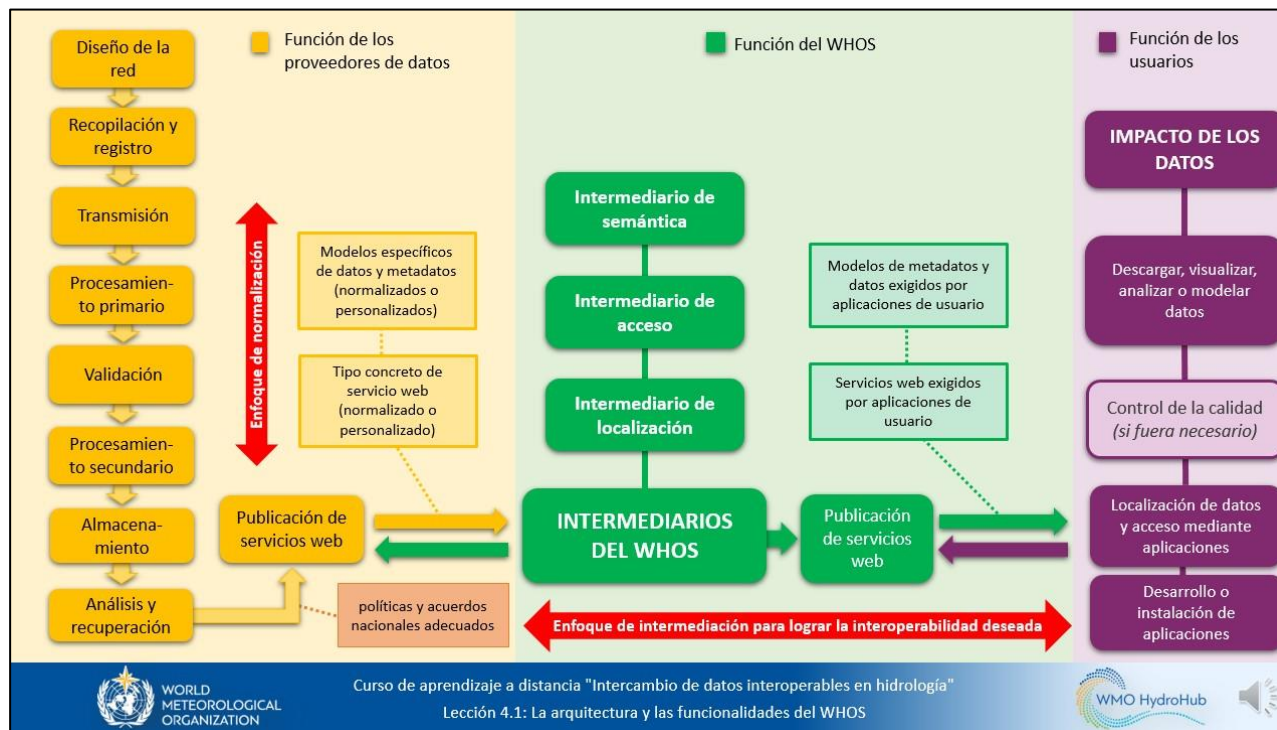 Diseño de la
red
Recopilación y
registro
Transmisión
Procesamien-
to primario
Validación
Procesamien-
to secundario
Almacena-
miento
Análisis y
recuperación
Función de los
proveedores de datos
Enfoque de normalización
Modelos específicos
de datos y metadatos
(normalizados o
personalizados)
Tipo concreto de
servicio web
(normalizado o
personalizado)
Publicación de
servicios web
políticas y acuerdos
nacionales adecuados
Función del WHOS
Intermediario de
semántica
Intermediario de
acceso
Intermediario de
localización
INTERMEDIARIOS
DEL WHOS
Modelos de metadatos y
datos exigidos por
aplicaciones de usuario
Servicios web exigidos
por aplicaciones de
usuario
Publicación
de servicios
web
Enfoque de intermediación para lograr la interoperabilidad deseada
Función de los
usuarios
IMPACTO DE LOS
DATOS
Descargar, visualizar,
analizar o modelar
datos
Control de la calidad
(si fuera necesario)
Localización de datos
y acceso mediante
aplicaciones
Desarrollo o
instalación de
aplicaciones
WORLD
METEOROLOGICAL
ORGANIZATION
Curso de aprendizaje a distancia "Intercambio de datos interoperables en hidrología"
Lección 4.1: La arquitectura y las funcionalidades del WHOS
WMO HydroHub